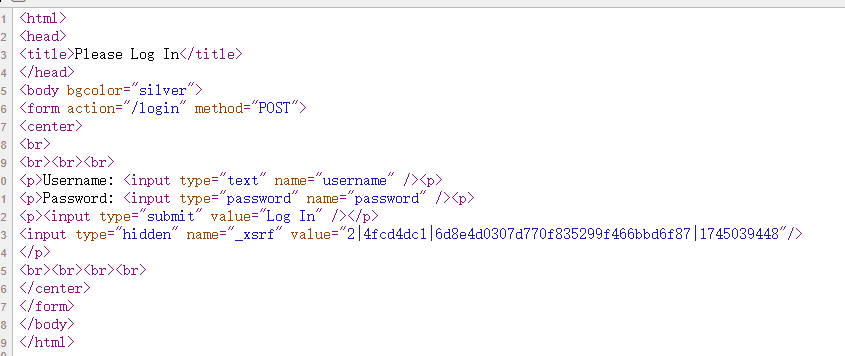 1 <html>
2 <head>
3 <title>Please Log In</title>
4 </head>
5 <body bgcolor="silver">
6 <form action="/login" method="POST">
7 <center>
8 <br>
9 <br><br><br>
0 <p>Username: <input type="text" name="username" /><p>
1 <p>Password: <input type="password" name="password" /><p>
2 <p><input type="submit" value="Log In" /></p>
3 <input type="hidden" name="_xsrf" value="2|4fcd4dc1|6d8e4d0307d770f835299f466bbd6f87|1745039448"/>
4 </p>
5 <br><br><br><br>
6 </center>
7 </form>
8 </body>
9 </html>